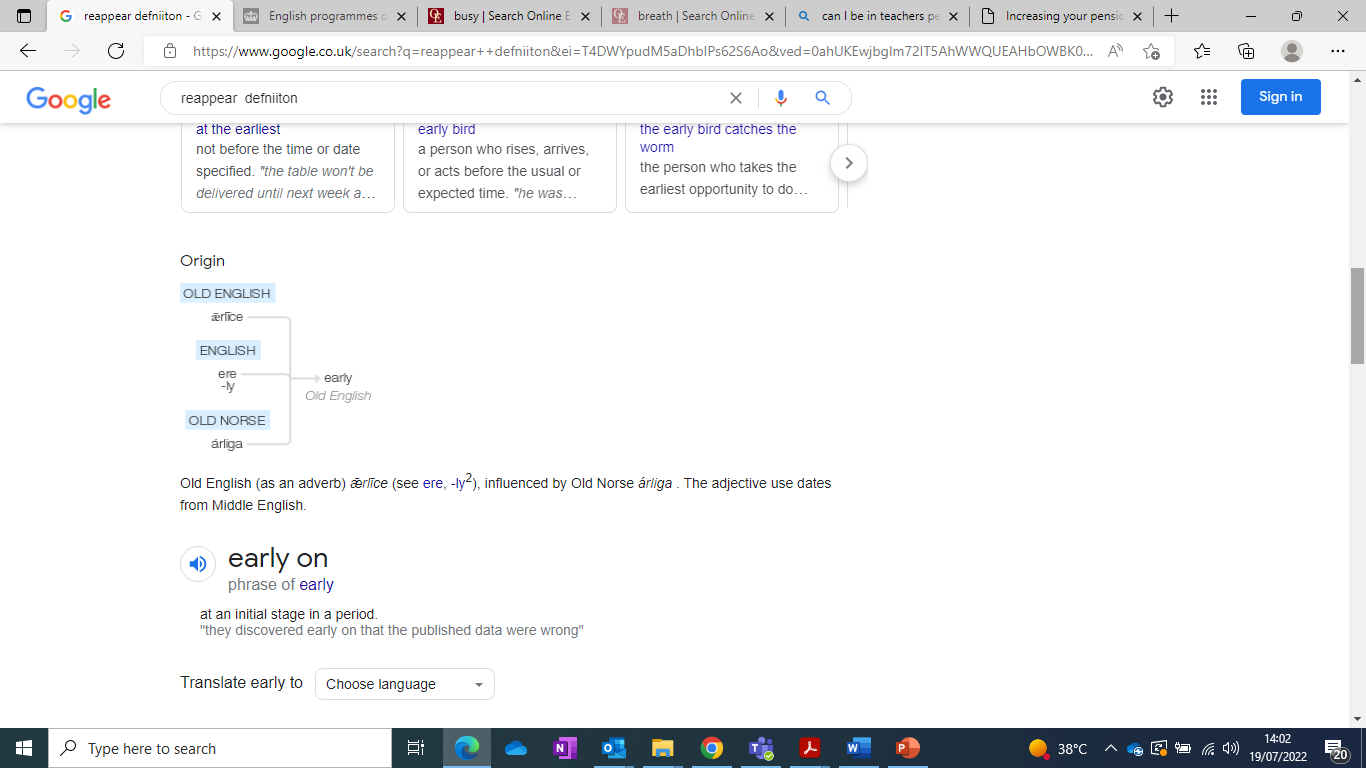 reappear defniiton - G
English programmes o
busy | Search Online E
breath | Search Online
can I be in teachers pe
Increasing your pensio
https://www.google.co.uk/search?q=reappear++defniiton&ei=T4DWYpudM5aDhbIPs62S6Ao&ved=0ahUKEwjbgIm72IT5AhWWQUEAHbOWBK0...
Google
reappear defniiton
Sign in
at the earliest
not before the time or date
specified. "the table won't be
delivered until next week a...
early bird
a person who rises, arrives,
or acts before the usual or
expected time. "he was...
the early bird catches the
worm
the person who takes the
earliest opportunity to do...
Origin
OLD ENGLISH
ǣrlīce
ENGLISH
ere
-ly
early
Old English
OLD NORSE
árliga
Old English (as an adverb) ǣrlīce (see ere, -ly2), influenced by Old Norse árliga . The adjective use dates
from Middle English.
early on
phrase of early
at an initial stage in a period.
"they discovered early on that the published data were wrong"
Translate early to
Choose language
Type here to search
38°C
14:02
19/07/2022
20